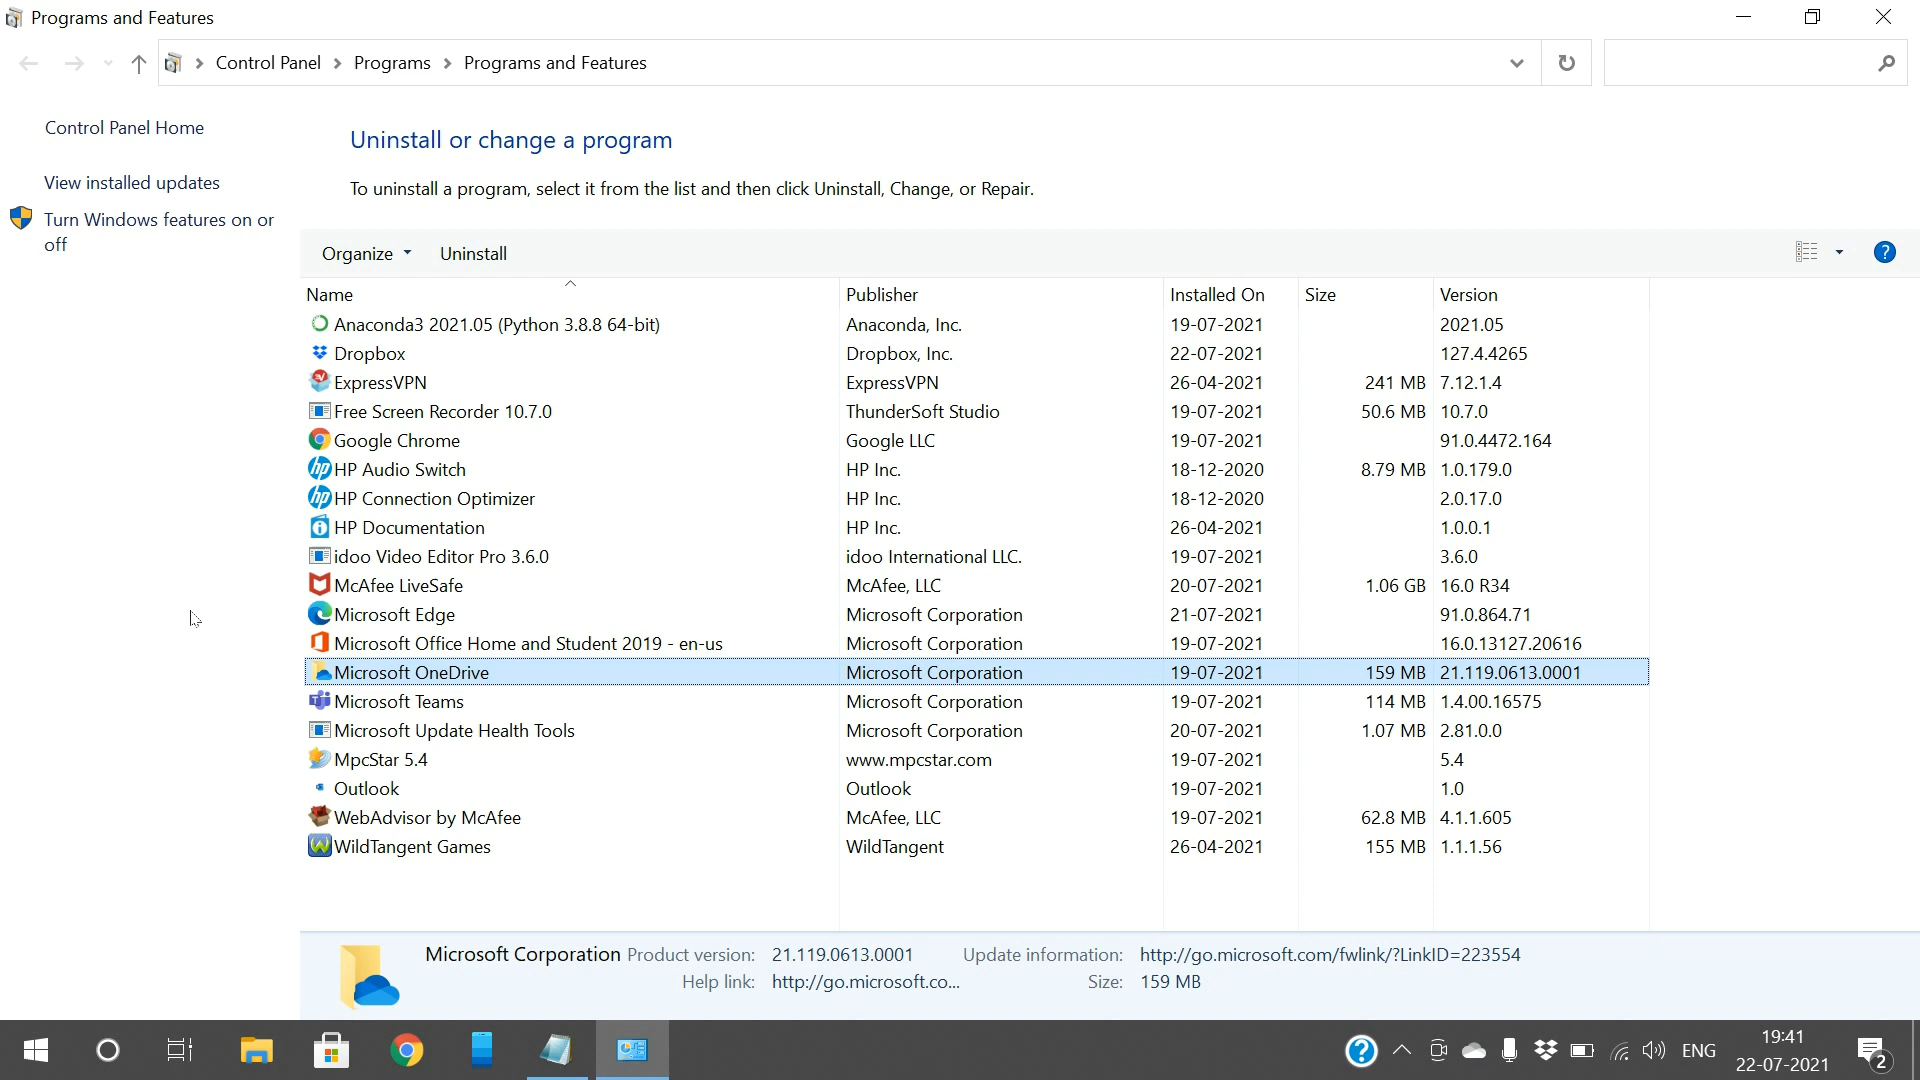 Programs and Features
Control Panel > Programs > Programs and Features
Control Panel Home
View installed updates
Turn Windows features on or
off
Uninstall or change a program
To uninstall a program, select it from the list and then click Uninstall, Change, or Repair.
Organize Uninstall
Name Publisher Installed On Size Version
Anaconda3 2021.05 (Python 3.8.8 64-bit) Anaconda, Inc. 19-07-2021 2021.05
Dropbox Dropbox, Inc. 22-07-2021 127.4.4265
ExpressVPN ExpressVPN 26-04-2021 241 MB 7.12.1.4
Free Screen Recorder 10.7.0 ThunderSoft Studio 19-07-2021 50.6 MB 10.7.0
Google Chrome Google LLC 19-07-2021 91.0.4472.164
HP Audio Switch HP Inc. 18-12-2020 8.79 MB 1.0.179.0
HP Connection Optimizer HP Inc. 18-12-2020 2.0.17.0
HP Documentation HP Inc. 26-04-2021 1.0.0.1
idoo Video Editor Pro 3.6.0 idoo International LLC. 19-07-2021 3.6.0
McAfee LiveSafe McAfee, LLC 20-07-2021 1.06 GB 16.0 R34
Microsoft Edge Microsoft Corporation 21-07-2021 91.0.864.71
Microsoft Office Home and Student 2019 - en-us Microsoft Corporation 19-07-2021 16.0.13127.20616
Microsoft OneDrive Microsoft Corporation 19-07-2021 159 MB 21.119.0613.0001
Microsoft Teams Microsoft Corporation 19-07-2021 114 MB 1.4.00.16575
Microsoft Update Health Tools Microsoft Corporation 20-07-2021 1.07 MB 2.81.0.0
MpcStar 5.4 www.mpcstar.com 19-07-2021 5.4
Outlook Outlook 19-07-2021 1.0
WebAdvisor by McAfee McAfee, LLC 19-07-2021 62.8 MB 4.1.1.605
WildTangent Games WildTangent 26-04-2021 155 MB 1.1.1.56
Microsoft Corporation Product version: 21.119.0613.0001 Update information: http://go.microsoft.com/fwlink/?LinkID=223554
Help link: http://go.microsoft.co... Size: 159 MB
ENG 19:41
22-07-2021 2